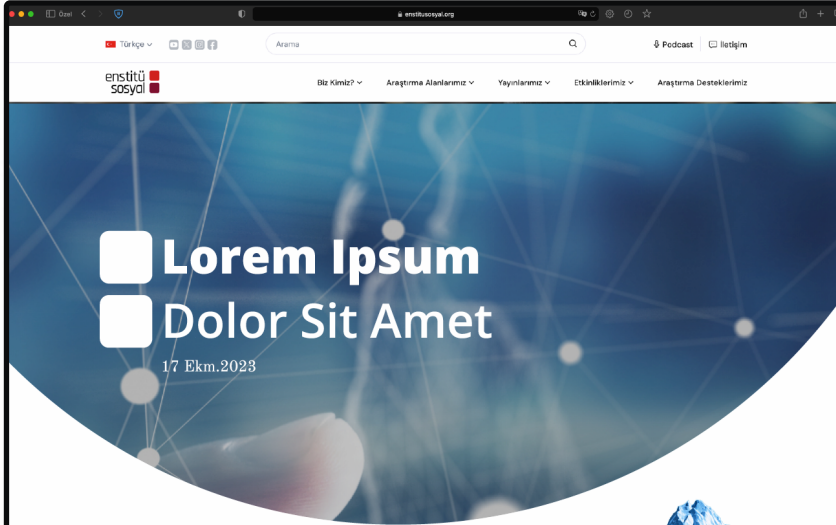 Özel
enstitusosyal.org
Türkçe
Arama
Podcast
İletişim
enstitü
sosyal
Biz Kimiz?
Araştırma Alanlarımız
Yayınlarımız
Etkinliklerimiz
Araştırma Desteklerimiz
Lorem Ipsum
Dolor Sit Amet
17 Ekm.2023